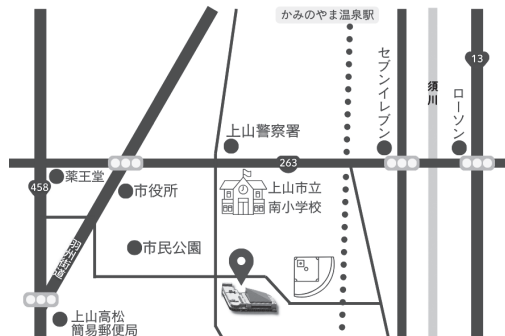 かみのやま温泉駅
セブンイレブン
須川
ローソン
13
上山警察署
263
薬王堂
458
市役所
上山市立
南小学校
羽州街道
市民公園
上山高松
簡易郵便局